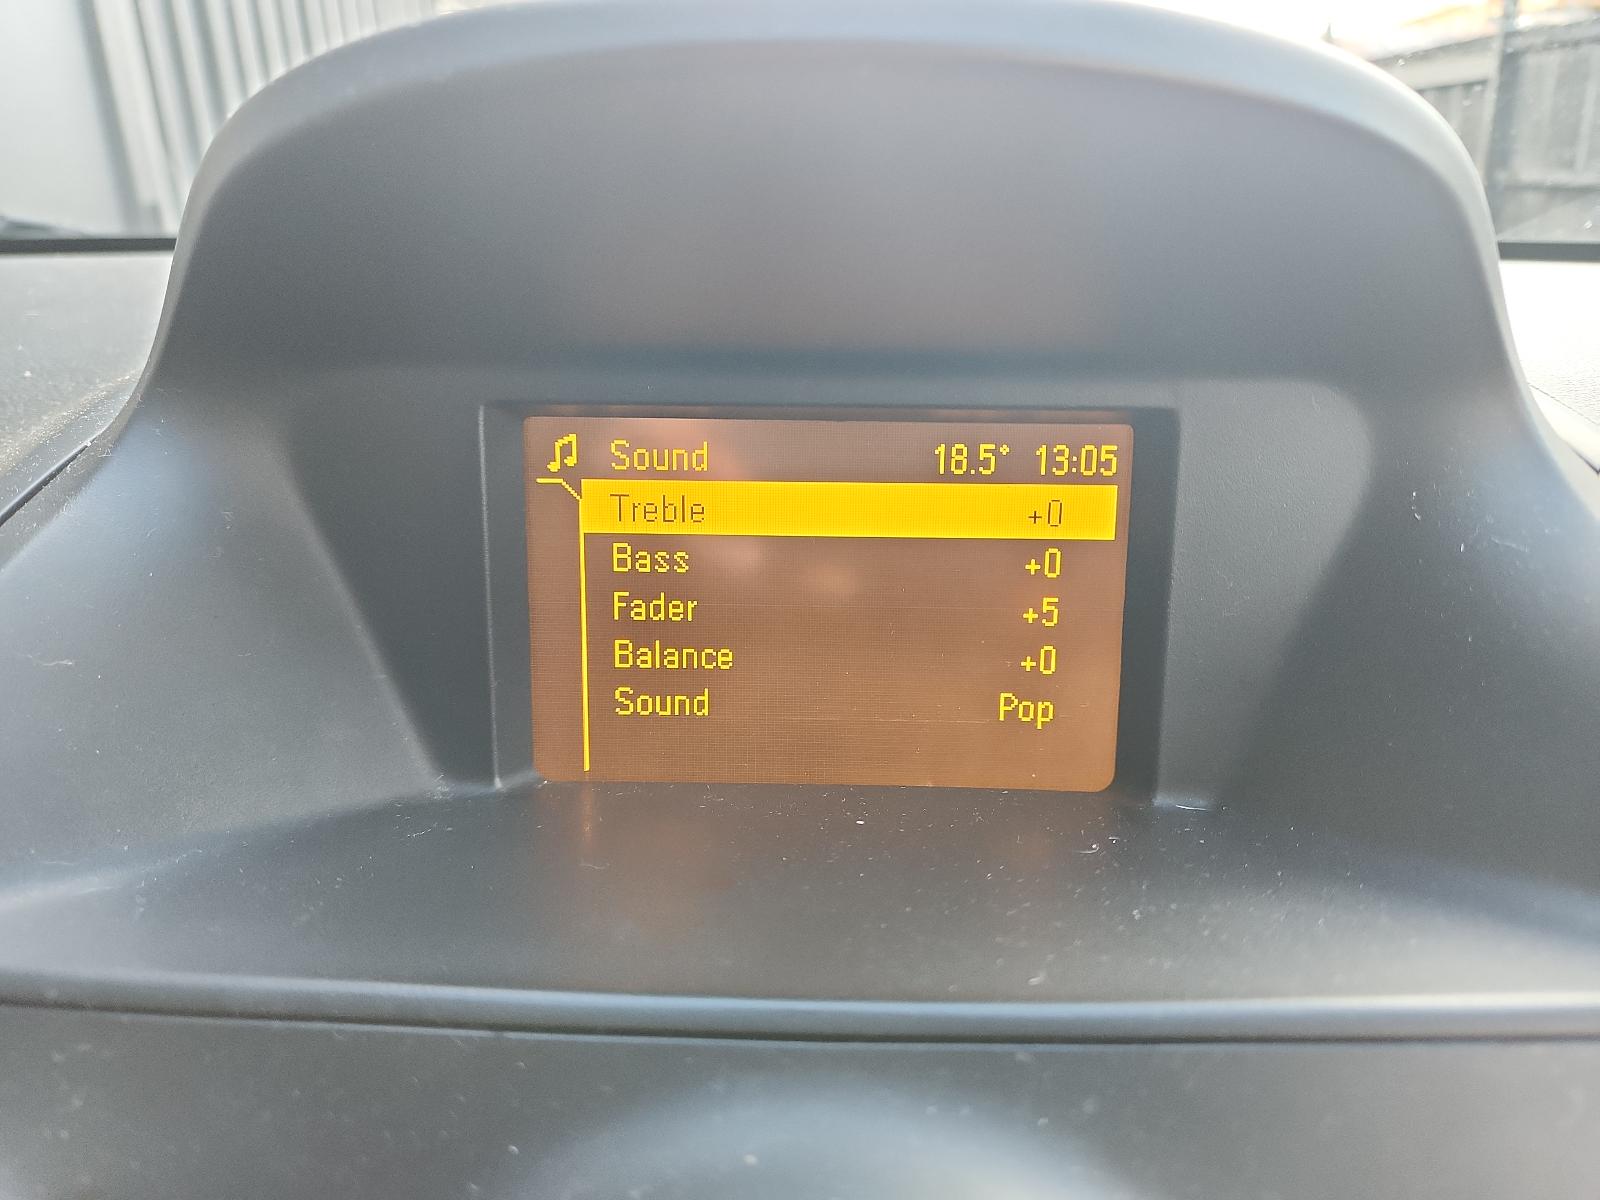 Sound 18.5° 13:05
Treble +0
Bass +0
Fader +5
Balance +0
Sound Pop